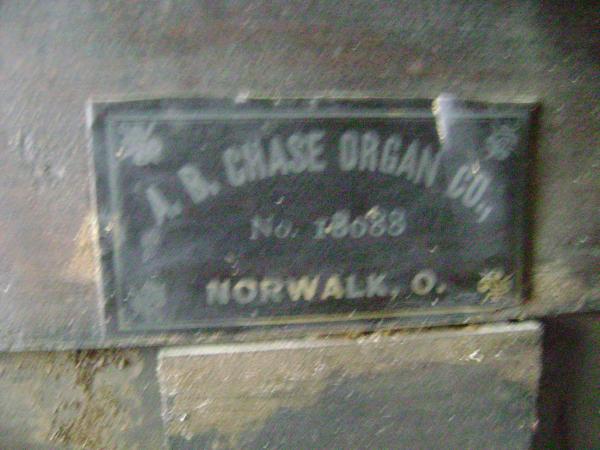 A. B. CHASE ORGAN CO.,
No. 18088
NORWALK, O.